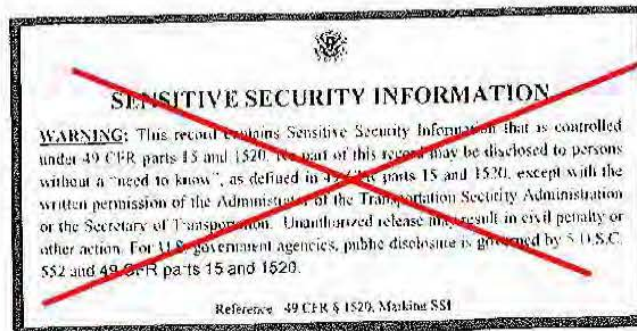 SENSITIVE SECURITY INFORMATION
WARNING: This record contains Sensitive Security Information that is controlled
under 49 CFR parts 15 and 1520. No part of this record may be disclosed to persons
without a "need to know", as defined in 49 CFR parts 15 and 1520, except with the
written permission of the Administrator of the Transportation Security Administration
or the Secretary of Transportation. Unauthorized release may result in civil penalty or
other action. For U.S. government agencies, public disclosure is governed by 5 U.S.C.
552 and 49 CFR parts 15 and 1520.
Reference 49 CFR § 1520, Marking SSI